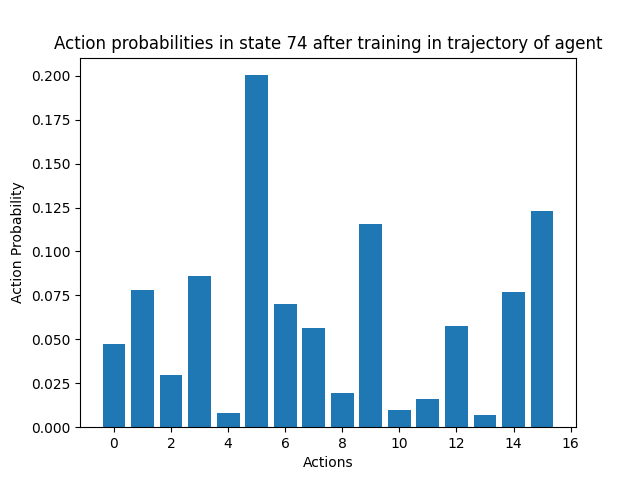 Action probabilities in state 74 after training in trajectory of agent
0.200
0.175
0.150
0.125
0.100
0.075
0.050
0.025
0.000
Action Probability
0 2 4 6 8 10 12 14 16
Actions